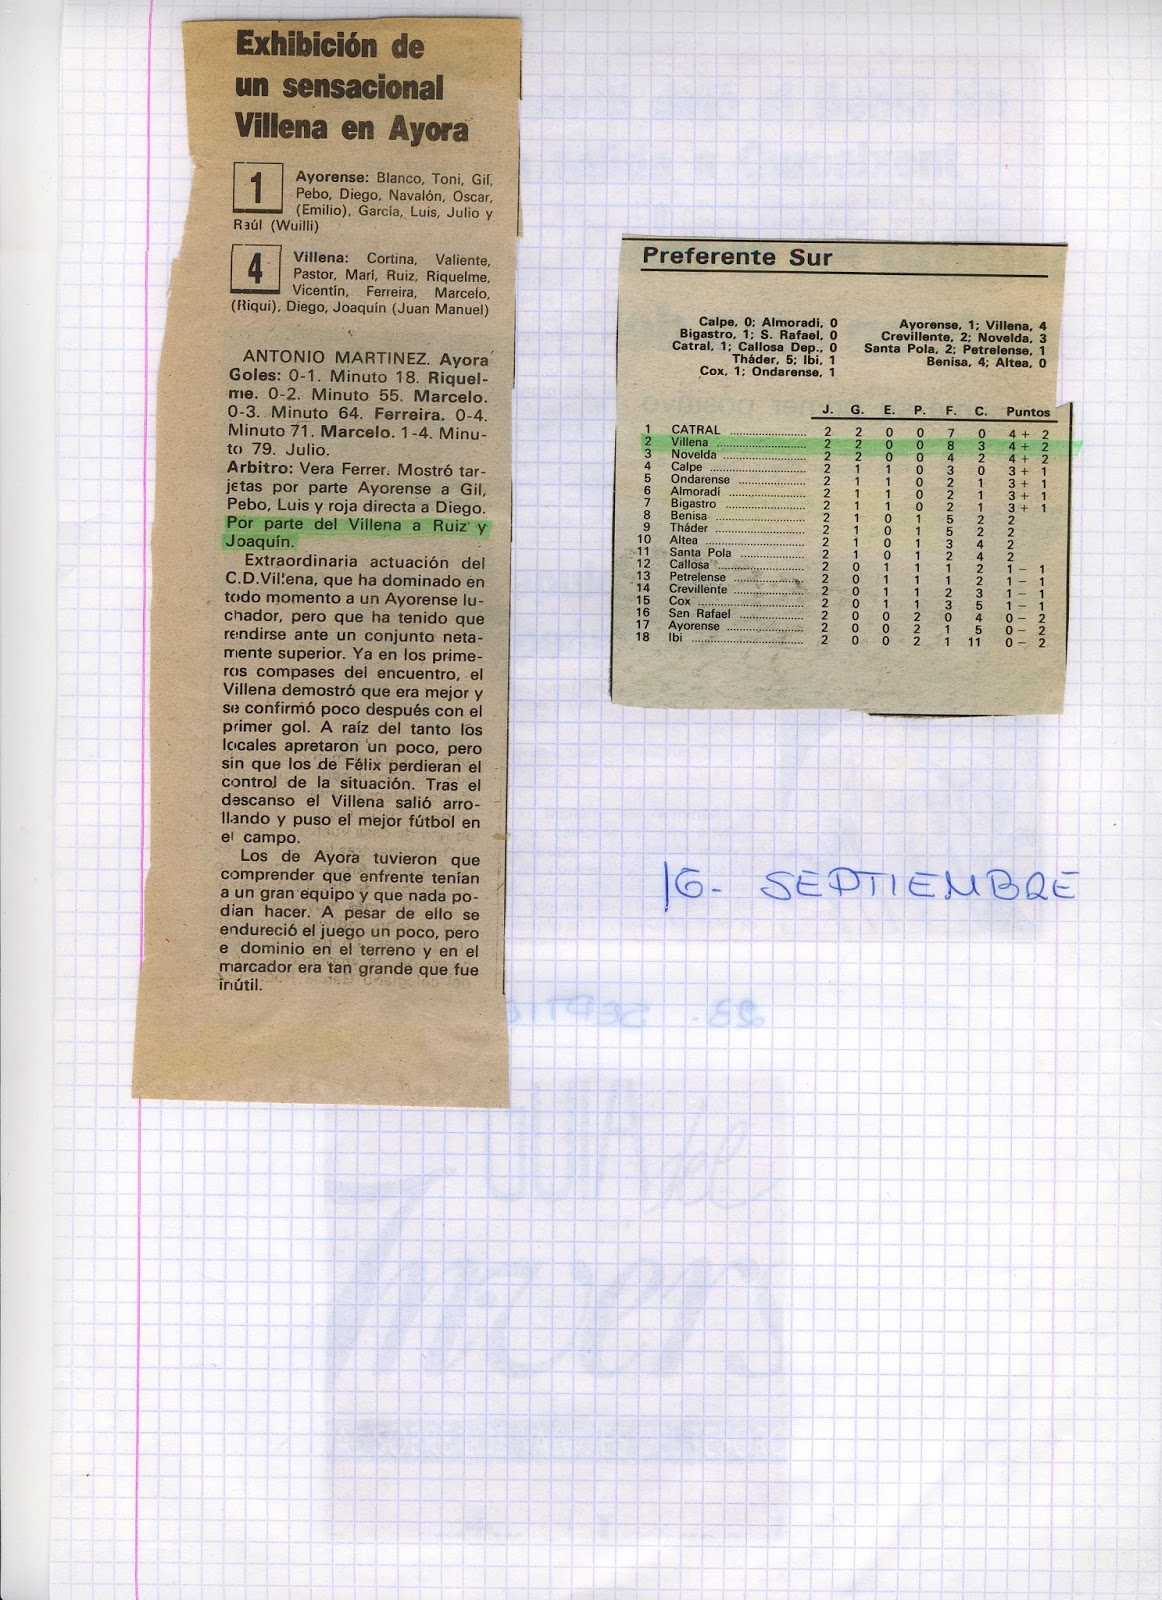 Exhibición de
un sensacional
Villena en Ayora
1
Ayorense: Blanco, Toni, Gil,
Pebo, Diego, Navalón, Oscar,
(Emilio), García, Luis, Julio y
Raúl (Wuilli)
4
Villena: Cortina, Valiente,
Pastor, Marí, Ruiz, Riquelme,
Vicentín, Ferreira, Marcelo,
(Riqui), Diego, Joaquín (Juan Manuel)
ANTONIO MARTINEZ. Ayora
Goles: 0-1. Minuto 18. Riquel-
me. 0-2. Minuto 55. Marcelo.
0-3. Minuto 64. Ferreira. 0-4.
Minuto 71. Marcelo. 1-4. Minu-
to 79. Julio.
Arbitro: Vera Ferrer. Mostró tar-
jetas por parte Ayorense a Gil,
Pebo, Luis y roja directa a Diego.
Por parte del Villena a Ruiz y
Joaquín.
Extraordinaria actuación del
C.D.Villena, que ha dominado en
todo momento a un Ayorense lu-
chador, pero que ha tenido que
rendirse ante un conjunto neta-
mente superior. Ya en los prime-
ros compases del encuentro, el
Villena demostró que era mejor y
se confirmó poco después con el
primer gol. A raíz del tanto los
locales apretaron un poco, pero
sin que los de Félix perdieran el
control de la situación. Tras el
descanso el Villena salió arro-
llando y puso el mejor fútbol en
el campo.
Los de Ayora tuvieron que
comprender que enfrente tenían
a un gran equipo y que nada po-
dían hacer. A pesar de ello se
endureció el juego un poco, pero
e dominio en el terreno y en el
marcador era tan grande que fue
inútil.
Preferente Sur
Calpe, 0; Almoradí, 0
Bigastro, 1; S. Rafael, 0
Catral, 1; Callosa Dep., 0
Tháder, 5; Ibi, 1
Cox, 1; Ondarense, 1
Ayorense, 1; Villena, 4
Crevillente, 2; Novelda, 3
Santa Pola, 2; Petrelense, 1
Benisa, 4; Altea, 0
J. G. E. P. F. C. Puntos
1 CATRAL 2 2 0 0 7 0 4+ 2
2 Villena 2 2 0 0 8 3 4+ 2
3 Novelda 2 2 0 0 4 2 4+ 2
4 Calpe 2 1 1 0 3 0 3+ 1
5 Ondarense 2 1 1 0 2 1 3+ 1
6 Almoradí 2 1 1 0 2 1 3+ 1
7 Bigastro 2 1 1 0 2 1 3+ 1
8 Benisa 2 1 0 1 5 2 2
9 Tháder 2 1 0 1 5 2 2
10 Altea 2 1 0 1 3 4 2
11 Santa Pola 2 1 0 1 2 4 2
12 Callosa 2 0 1 1 1 2 1- 1
13 Petrelense 2 0 1 1 1 2 1- 1
14 Crevillente 2 0 1 1 2 3 1- 1
15 Cox 2 0 1 1 3 5 1- 1
16 San Rafael 2 0 0 2 0 4 0- 2
17 Ayorense 2 0 0 2 1 5 0- 2
18 Ibi 2 0 0 2 1 11 0- 2
16- SEPTIEMBRE